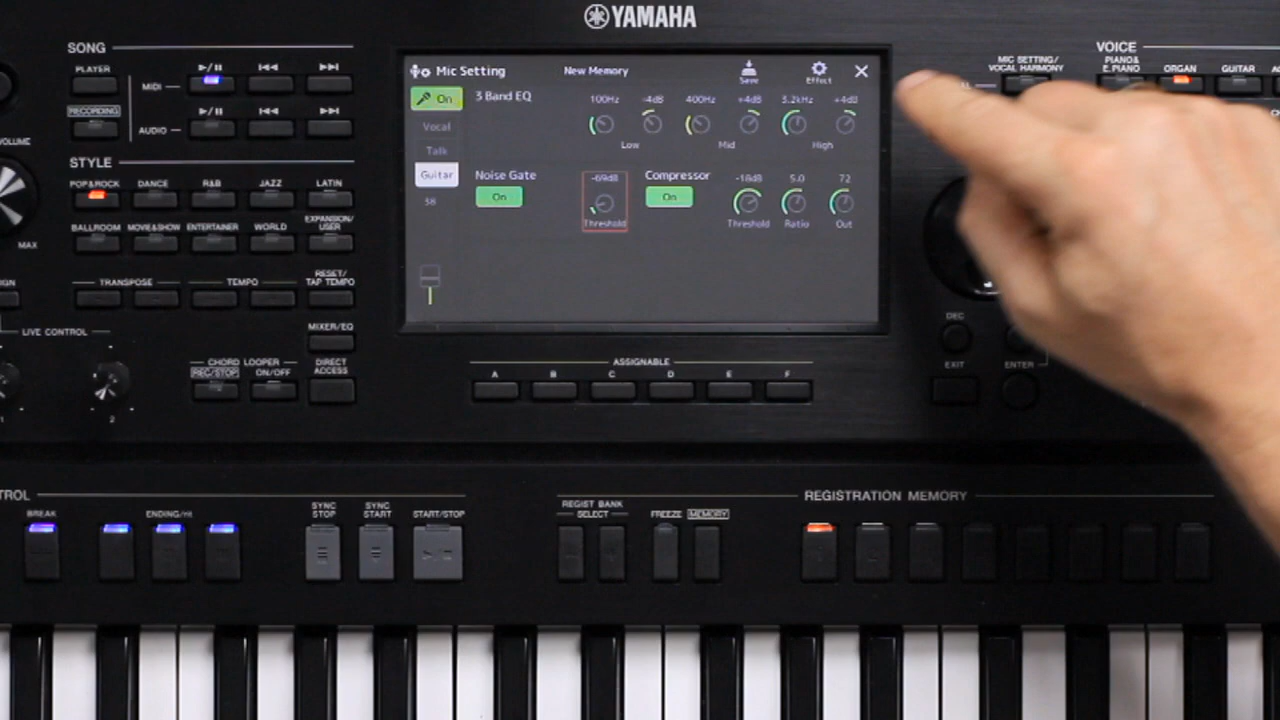 YAMAHA
SONG
PLAYER
MIDI
RECORDING
AUDIO
VOLUME
MAX
STYLE
POP&ROCK DANCE R&B JAZZ LATIN
BALLROOM MOVIE&SHOW ENTERTAINER WORLD EXPANSION/
USER
TRANSPOSE TEMPO RESET/
TAP TEMPO
LIVE CONTROL
MIXER/EQ
CHORD LOOPER
REC/STOP ON/OFF
DIRECT
ACCESS
1 2
Mic Setting New Memory Save Effect
On 3 Band EQ
100Hz -4dB 400Hz +4dB 3.2kHz +4dB
Low Mid High
Vocal
Talk
Guitar
58
Noise Gate
On
-69dB
Threshold
Compressor
On
-18dB 5.0 72
Threshold Ratio Out
ASSIGNABLE
A B C D E F
VOICE
MIC SETTING/
VOCAL HARMONY
PIANO&
E.PIANO
ORGAN GUITAR
DEC
EXIT ENTER
BREAK ENDING/rit.
SYNC
STOP
SYNC
START
START/STOP
REGIST BANK
SELECT
FREEZE MEMORY
REGISTRATION MEMORY